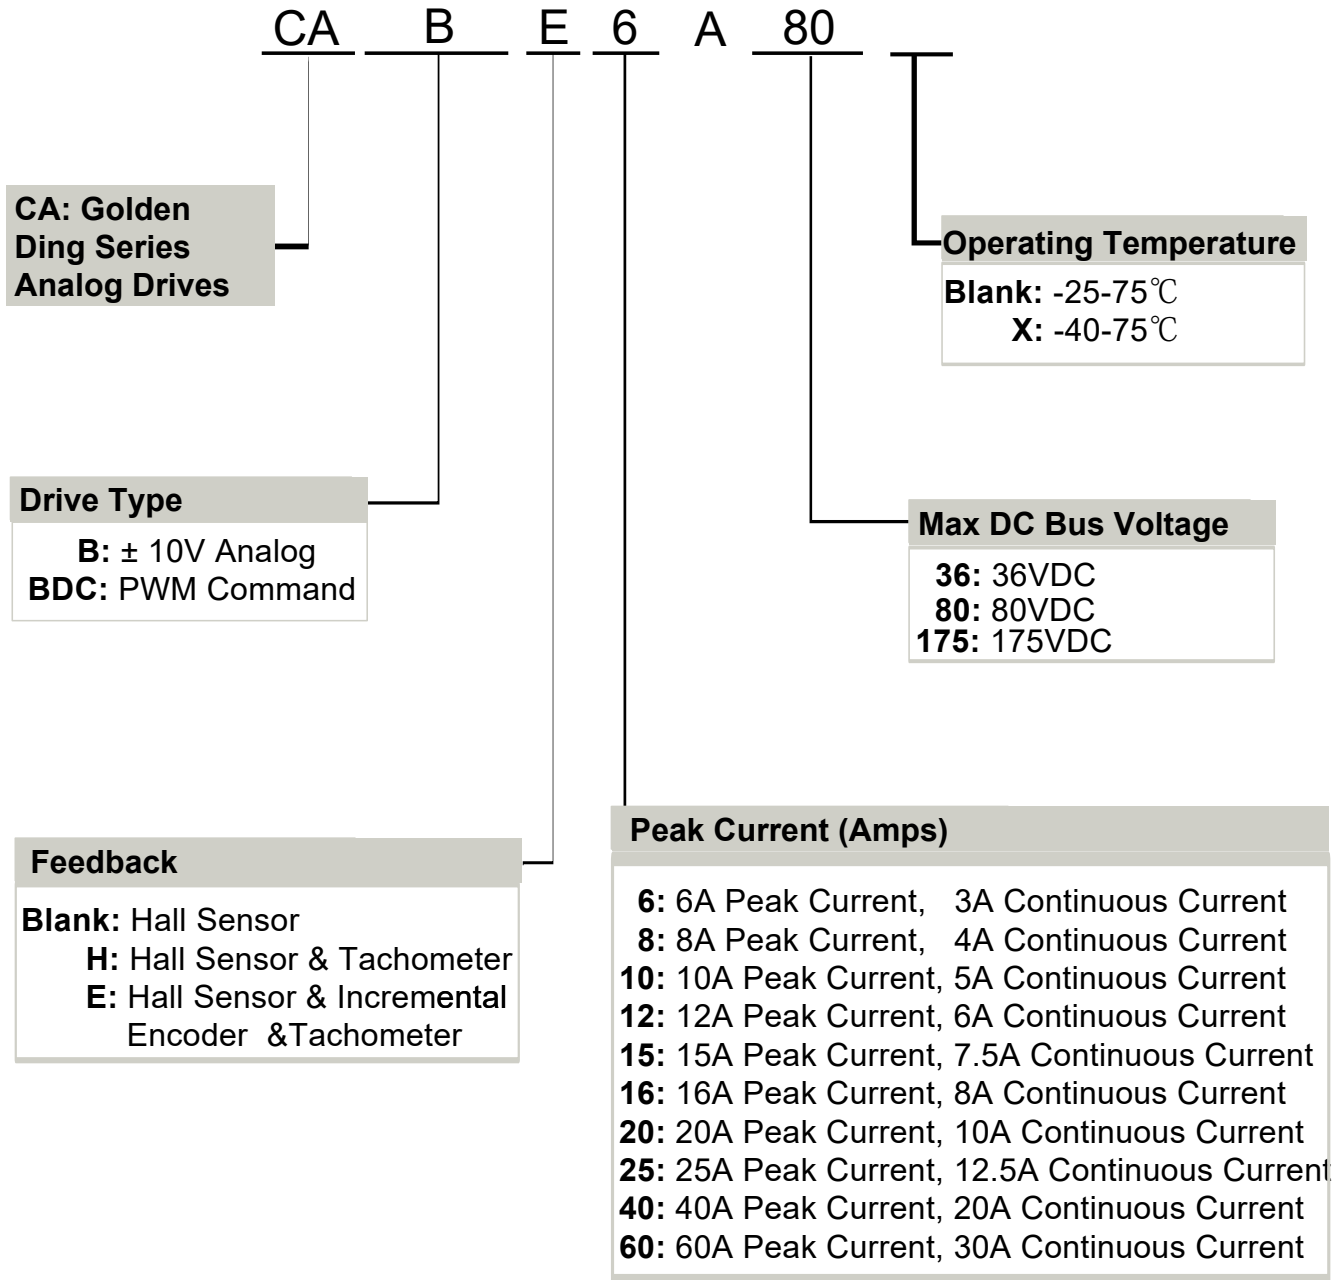 CA B E 6 A 80
CA: Golden
Ding Series
Analog Drives
Operating Temperature
Blank: -25-75℃
X: -40-75℃
Drive Type
B: ± 10V Analog
BDC: PWM Command
Max DC Bus Voltage
36: 36VDC
80: 80VDC
175: 175VDC
Feedback
Blank: Hall Sensor
H: Hall Sensor & Tachometer
E: Hall Sensor & Incremental
Encoder &Tachometer
Peak Current (Amps)
6: 6A Peak Current, 3A Continuous Current
8: 8A Peak Current, 4A Continuous Current
10: 10A Peak Current, 5A Continuous Current
12: 12A Peak Current, 6A Continuous Current
15: 15A Peak Current, 7.5A Continuous Current
16: 16A Peak Current, 8A Continuous Current
20: 20A Peak Current, 10A Continuous Current
25: 25A Peak Current, 12.5A Continuous Current
40: 40A Peak Current, 20A Continuous Current
60: 60A Peak Current, 30A Continuous Current